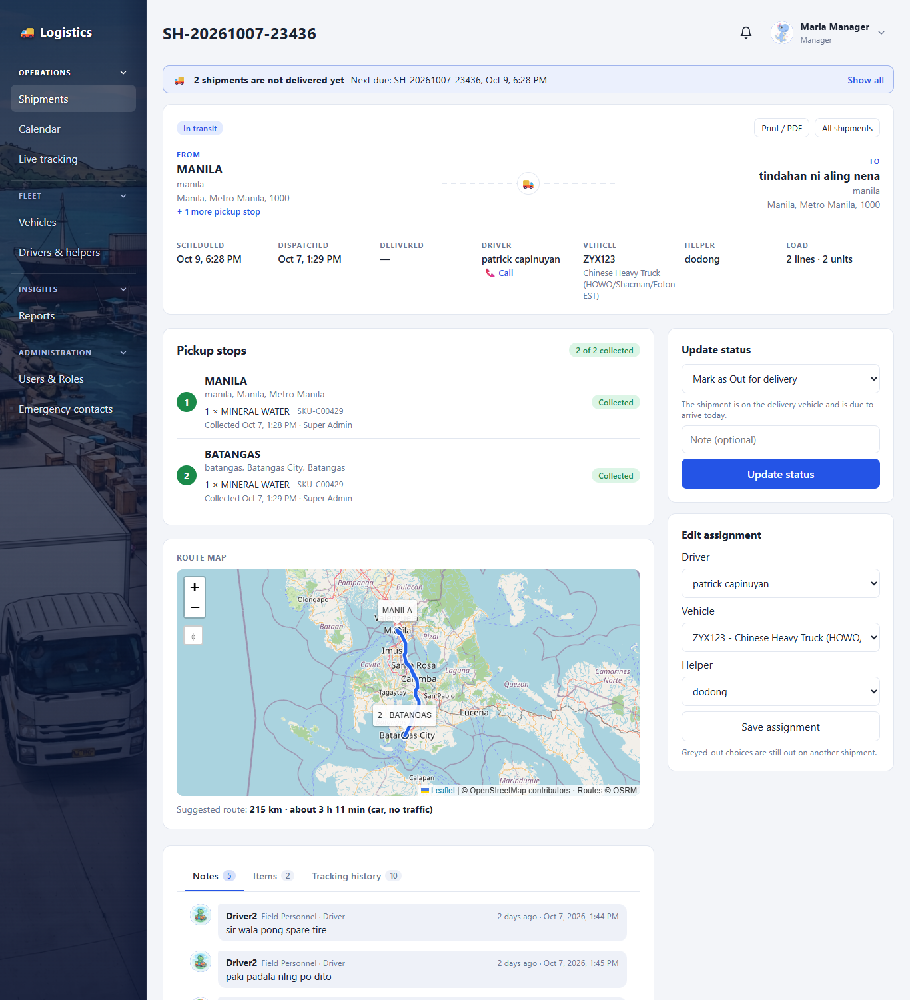 Logistics
OPERATIONS
Shipments
Calendar
Live tracking
FLEET
Vehicles
Drivers & helpers
INSIGHTS
Reports
ADMINISTRATION
Users & Roles
Emergency contacts
SH-20261007-23436
Maria Manager
Manager
2 shipments are not delivered yet Next due: SH-20261007-23436, Oct 9, 6:28 PM
Show all
In transit
Print / PDF
All shipments
FROM
MANILA
manila
Manila, Metro Manila, 1000
+ 1 more pickup stop
TO
tindahan ni aling nena
manila
Manila, Metro Manila, 1000
SCHEDULED
Oct 9, 6:28 PM
DISPATCHED
Oct 7, 1:29 PM
DELIVERED
—
DRIVER
patrick capinuyan
Call
VEHICLE
ZYX123
Chinese Heavy Truck
(HOWO/Shacman/Foton
EST)
HELPER
dodong
LOAD
2 lines · 2 units
Pickup stops
2 of 2 collected
1
MANILA
manila, Manila, Metro Manila
1 × MINERAL WATER SKU-C00429
Collected Oct 7, 1:28 PM · Super Admin
Collected
2
BATANGAS
batangas, Batangas City, Batangas
1 × MINERAL WATER SKU-C00429
Collected Oct 7, 1:29 PM · Super Admin
Collected
Update status
Mark as Out for delivery
The shipment is on the delivery vehicle and is due to
arrive today.
Note (optional)
Update status
Edit assignment
Driver
patrick capinuyan
Vehicle
ZYX123 - Chinese Heavy Truck (HOWO,
Helper
dodong
Save assignment
Greyed-out choices are still out on another shipment.
ROUTE MAP
+
−
Pampanga
Bulacan
Olongapo
MANILA
Bataan
Rizal
Imus
Cavite
Santa Rosa
Laguna
Calamba
Camarines
Norte
Quezon
Tagaytay
San Pablo
Lucena
2 · BATANGAS
Batangas City
Calapan
Marinduque
Leaflet | © OpenStreetMap contributors · Routes © OSRM
Suggested route: 215 km · about 3 h 11 min (car, no traffic)
Notes 5
Items 2
Tracking history 10
Driver2 Field Personnel · Driver
2 days ago · Oct 7, 2026, 1:44 PM
sir wala pong spare tire
Driver2 Field Personnel · Driver
2 days ago · Oct 7, 2026, 1:45 PM
paki padala nlng po dito